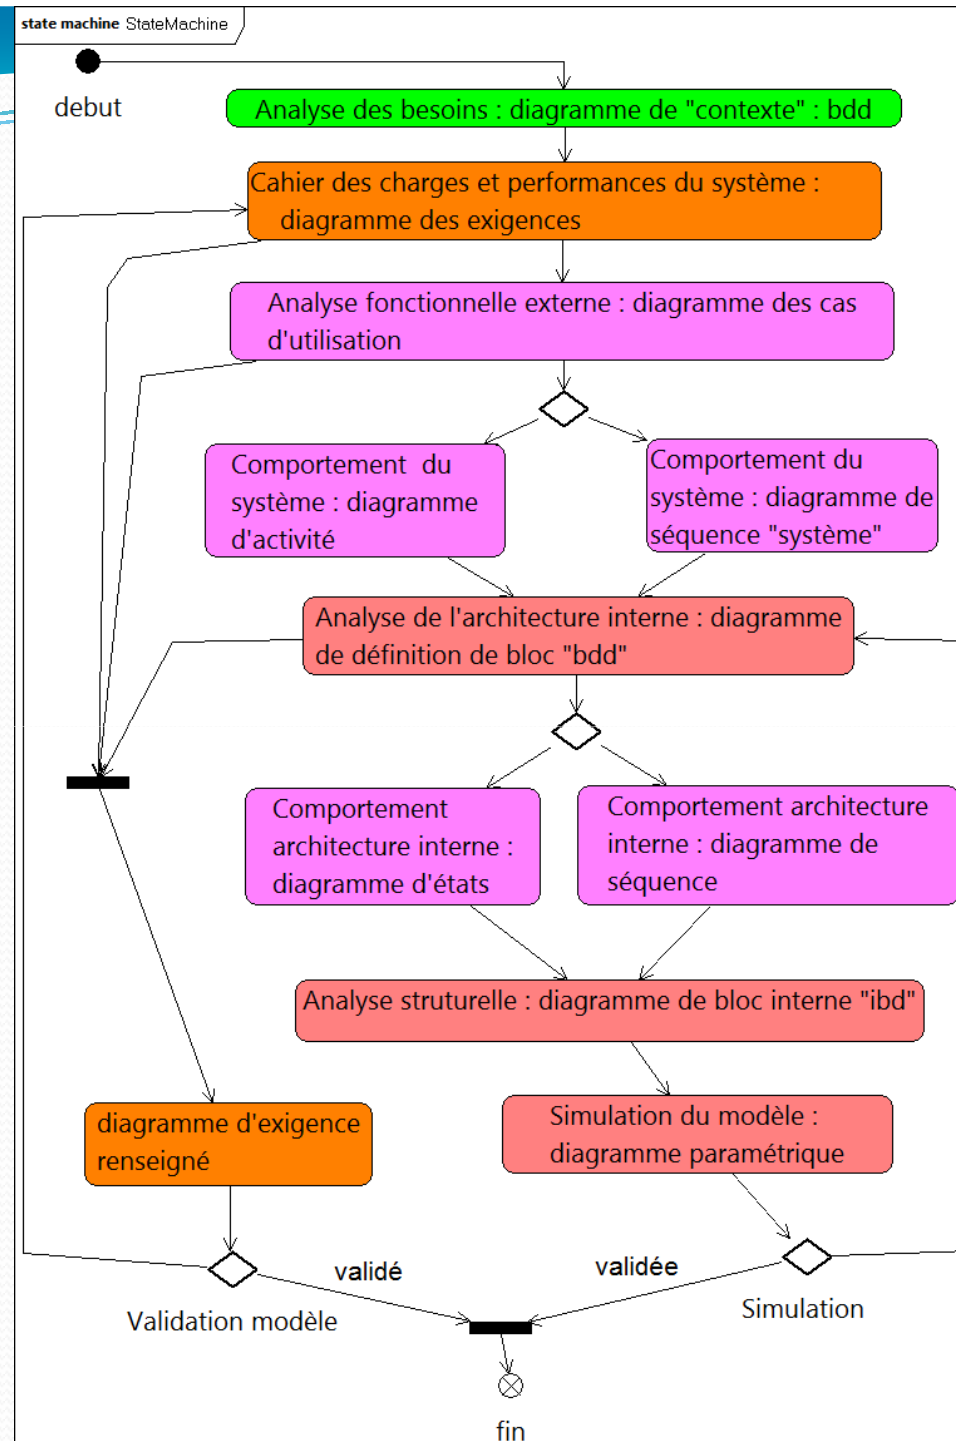 state machine StateMachine
debut
Analyse des besoins : diagramme de "contexte" : bdd
Cahier des charges et performances du système :
diagramme des exigences
Analyse fonctionnelle externe : diagramme des cas
d'utilisation
Comportement du
système : diagramme
d'activité
Comportement du
système : diagramme de
séquence "système"
Analyse de l'architecture interne : diagramme
de définition de bloc "bdd"
Comportement
architecture interne :
diagramme d'états
Comportement architecture
interne : diagramme de
séquence
Analyse struturelle : diagramme de bloc interne "ibd"
diagramme d'exigence
renseigné
Simulation du modèle :
diagramme paramétrique
validé
validée
Validation modèle
Simulation
fin